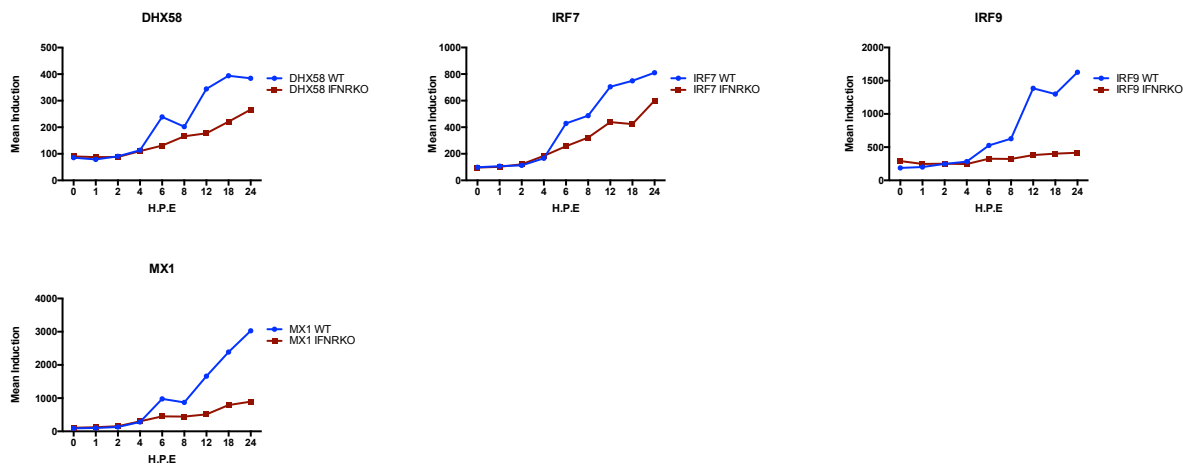 DHX58
500
400
300
200
100
0
Mean Induction
0 1 2 4 6 8 12 18 24
H.P.E
DHX58 WT
DHX58 IFNRKO
IRF7
1000
800
600
400
200
0
Mean Induction
0 1 2 4 6 8 12 18 24
H.P.E
IRF7 WT
IRF7 IFNRKO
IRF9
2000
1500
1000
500
0
Mean Induction
0 1 2 4 6 8 12 18 24
H.P.E
IRF9 WT
IRF9 IFNRKO
MX1
4000
3000
2000
1000
0
Mean Induction
0 1 2 4 6 8 12 18 24
H.P.E
MX1 WT
MX1 IFNRKO